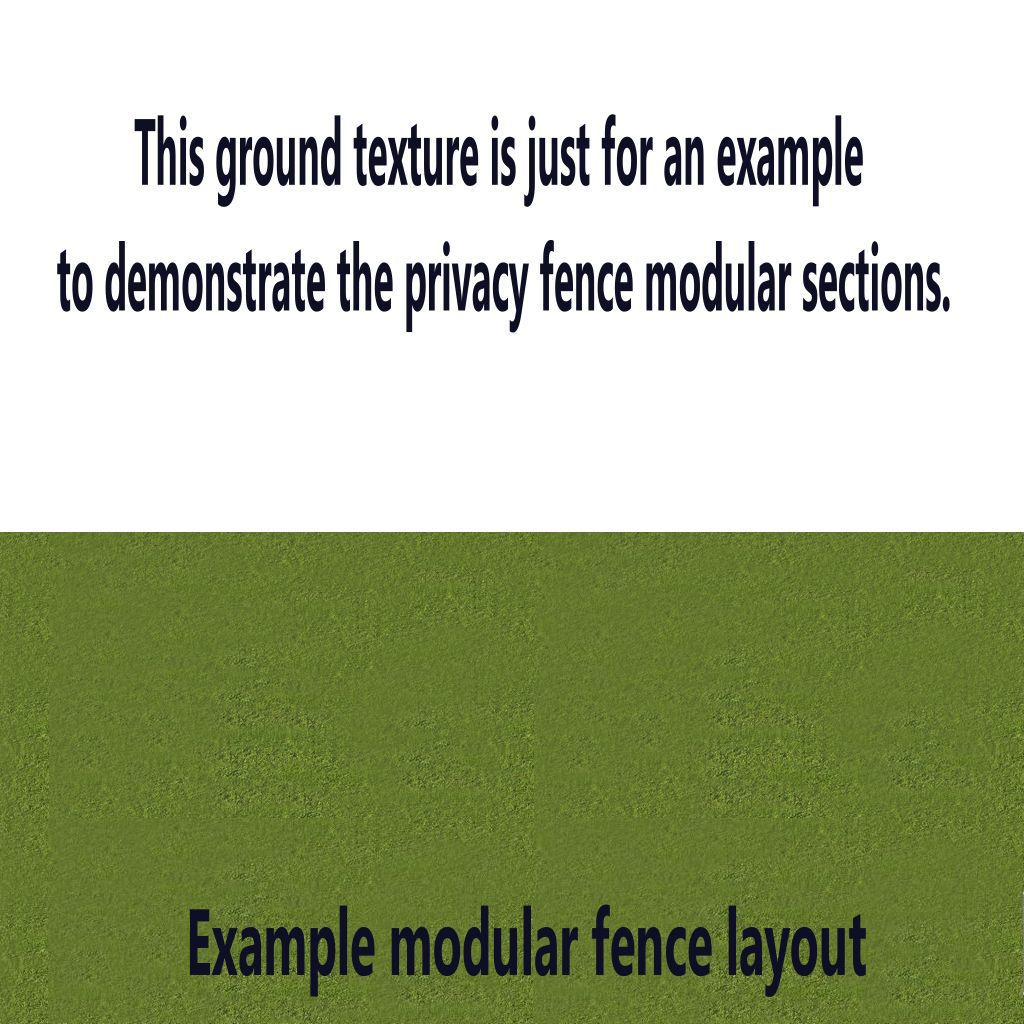 This ground texture is just for an example
to demonstrate the privacy fence modular sections.
Example modular fence layout